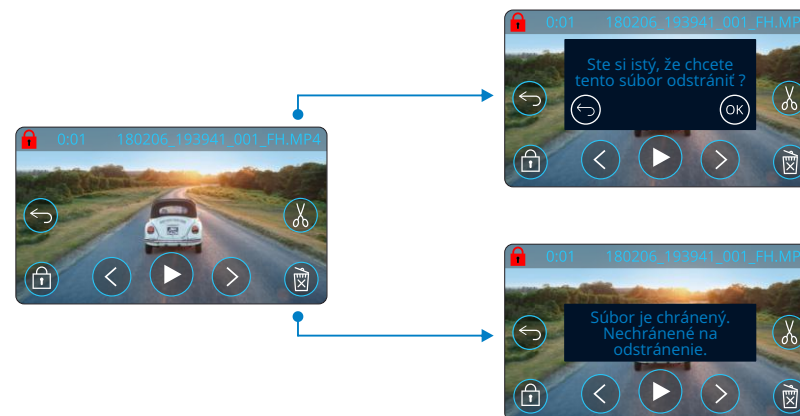 0:01 180206_193941_001_FH.MP4
0:01 180206_193941_001_FH.MP
Ste si istý, že chcete
tento súbor odstrániť ?
OK
0:01 180206_193941_001_FH.MP
Súbor je chránený.
Nechránené na
odstránenie.